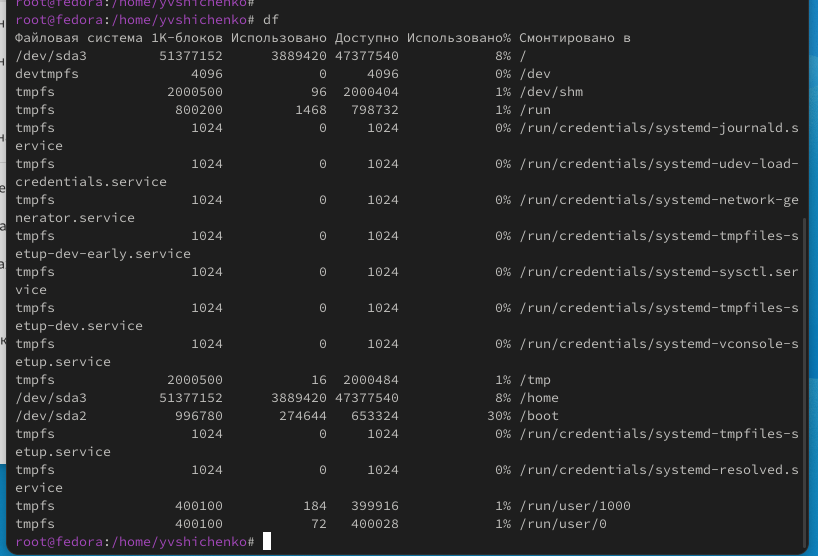 root@fedora:/home/yvshichenko#
root@fedora:/home/yvshichenko# df
Файловая система 1K-блоков Использовано Доступно Использовано% Смонтировано в
/dev/sda3 51377152 3889420 47377540 8% /
devtmpfs 4096 0 4096 0% /dev
tmpfs 2000500 96 2000404 1% /dev/shm
tmpfs 800200 1468 798732 1% /run
tmpfs 1024 0 1024 0% /run/credentials/systemd-journald.s
ervice
tmpfs 1024 0 1024 0% /run/credentials/systemd-udev-load-
credentials.service
tmpfs 1024 0 1024 0% /run/credentials/systemd-network-ge
nerator.service
tmpfs 1024 0 1024 0% /run/credentials/systemd-tmpfiles-s
etup-dev-early.service
tmpfs 1024 0 1024 0% /run/credentials/systemd-sysctl.ser
vice
tmpfs 1024 0 1024 0% /run/credentials/systemd-tmpfiles-s
etup-dev.service
tmpfs 1024 0 1024 0% /run/credentials/systemd-vconsole-s
etup.service
tmpfs 2000500 16 2000484 1% /tmp
/dev/sda3 51377152 3889420 47377540 8% /home
/dev/sda2 996780 274644 653324 30% /boot
tmpfs 1024 0 1024 0% /run/credentials/systemd-tmpfiles-s
etup.service
tmpfs 1024 0 1024 0% /run/credentials/systemd-resolved.s
ervice
tmpfs 400100 184 399916 1% /run/user/1000
tmpfs 400100 72 400028 1% /run/user/0
root@fedora:/home/yvshichenko#